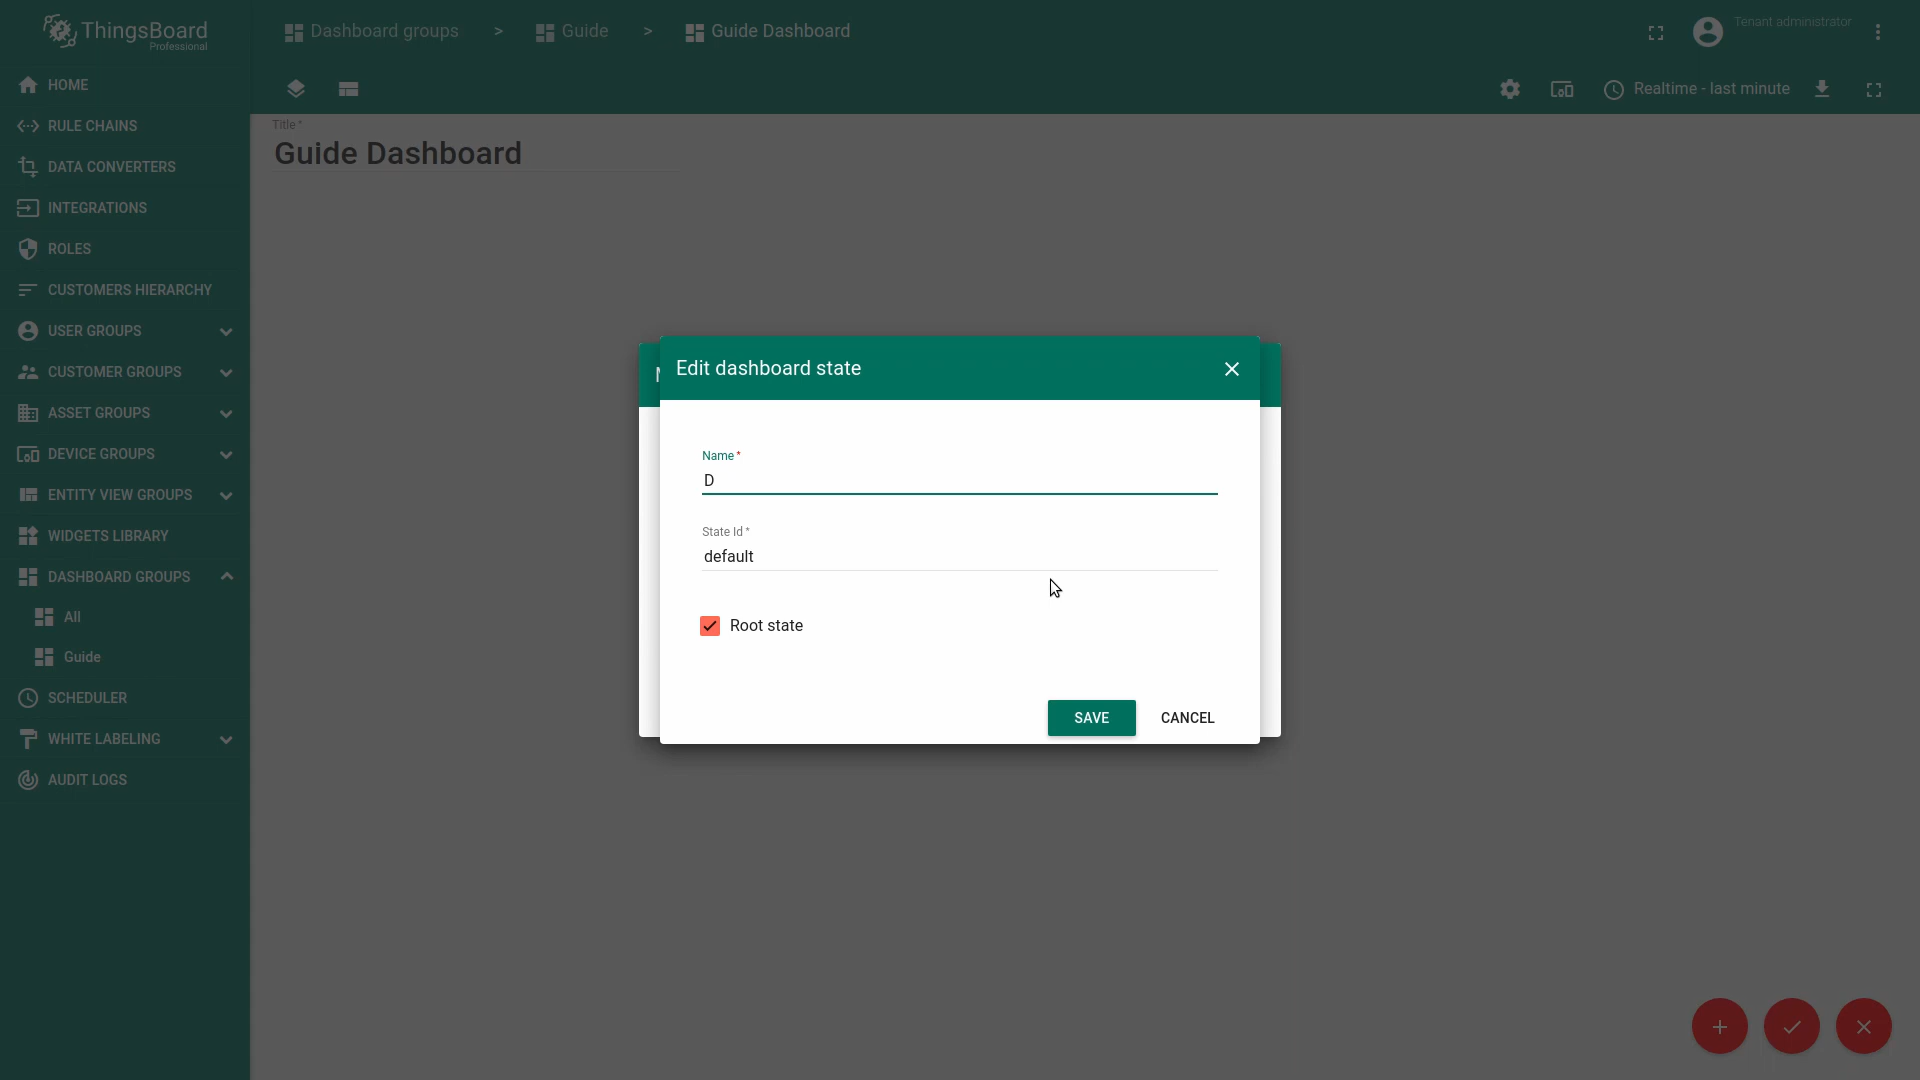 ThingsBoard
Professional
Dashboard groups > Guide > Guide Dashboard
Tenant administrator
Realtime - last minute
HOME
RULE CHAINS
DATA CONVERTERS
INTEGRATIONS
ROLES
CUSTOMERS HIERARCHY
USER GROUPS
CUSTOMER GROUPS
ASSET GROUPS
DEVICE GROUPS
ENTITY VIEW GROUPS
WIDGETS LIBRARY
DASHBOARD GROUPS
All
Guide
SCHEDULER
WHITE LABELING
AUDIT LOGS
Title *
Guide Dashboard
Edit dashboard state
Name *
D
State Id *
default
Root state
SAVE CANCEL